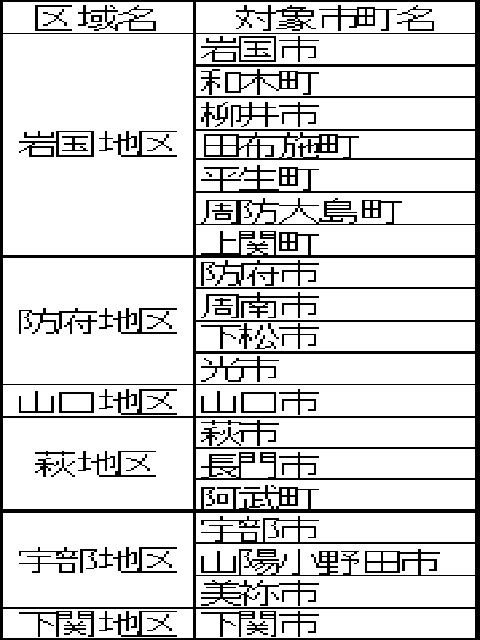 区域名 対象市町名
岩国地区 岩国市
和木町
柳井市
田布施町
平生町
周防大島町
上関町
防府地区 防府市
周南市
下松市
光市
山口地区 山口市
萩地区 萩市
長門市
阿武町
宇部地区 宇部市
山陽小野田市
美祢市
下関地区 下関市